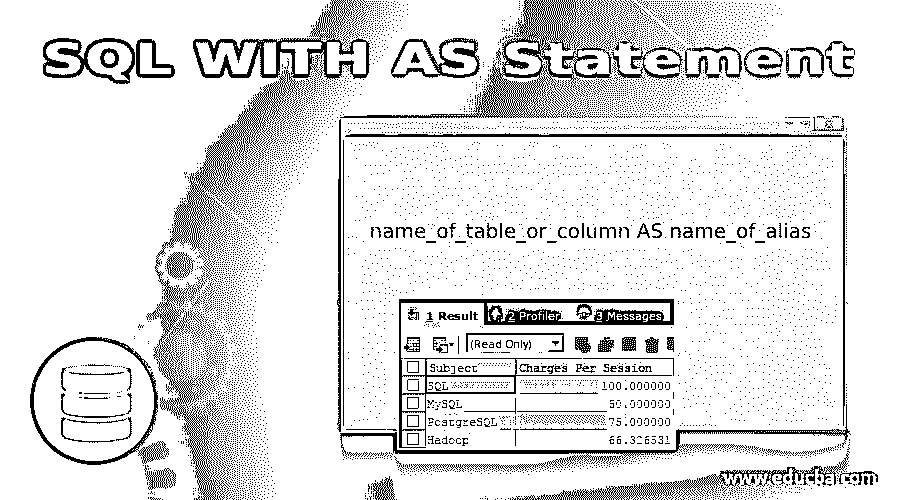 SQL WITH AS Statement
name_of_table_or_column AS name_of_alias
1 Result 2 Profiler 3 Messages
(Read Only)
Subject Charges Per Session
SQL 100.000000
MySQL 50.000000
PostgreSQL 75.000000
Hadoop 66.326531
www.educba.com